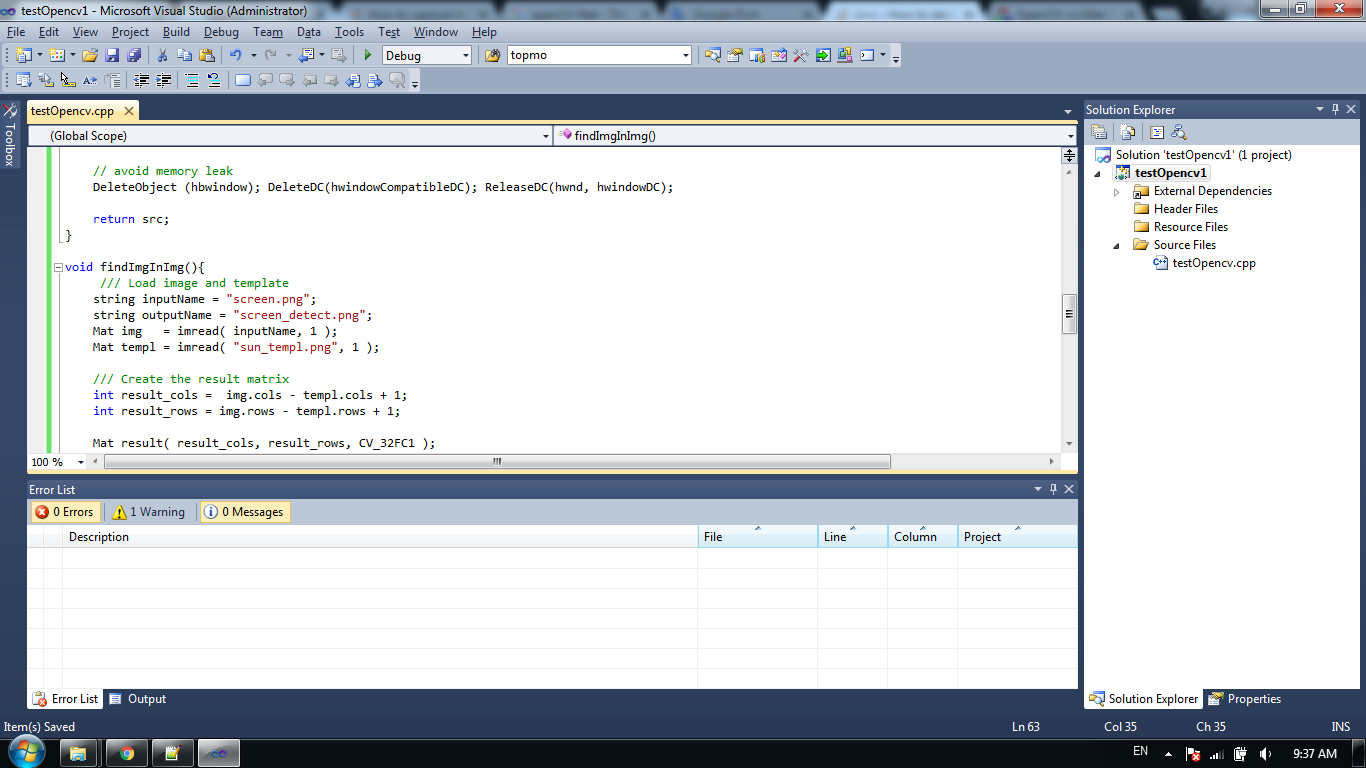 testOpencv1 - Microsoft Visual Studio (Administrator)
File Edit View Project Build Debug Team Data Tools Test Window Help
Debug topmo
testOpencv.cpp
Solution Explorer
Toolbox
(Global Scope) findImgInImg()
// avoid memory leak
DeleteObject (hbwindow); DeleteDC(hwindowCompatibleDC); ReleaseDC(hwnd, hwindowDC);
return src;
}
void findImgInImg(){
/// Load image and template
string inputName = "screen.png";
string outputName = "screen_detect.png";
Mat img   = imread( inputName, 1 );
Mat templ = imread( "sun_templ.png", 1 );
/// Create the result matrix
int result_cols =  img.cols - templ.cols + 1;
int result_rows = img.rows - templ.rows + 1;
Mat result( result_cols, result_rows, CV_32FC1 );
100 %
Solution 'testOpencv1' (1 project)
testOpencv1
External Dependencies
Header Files
Resource Files
Source Files
testOpencv.cpp
Error List
0 Errors 1 Warning 0 Messages
Description File Line Column Project
Error List Output
Solution Explorer Properties
Item(s) Saved Ln 63 Col 35 Ch 35 INS
EN 9:37 AM